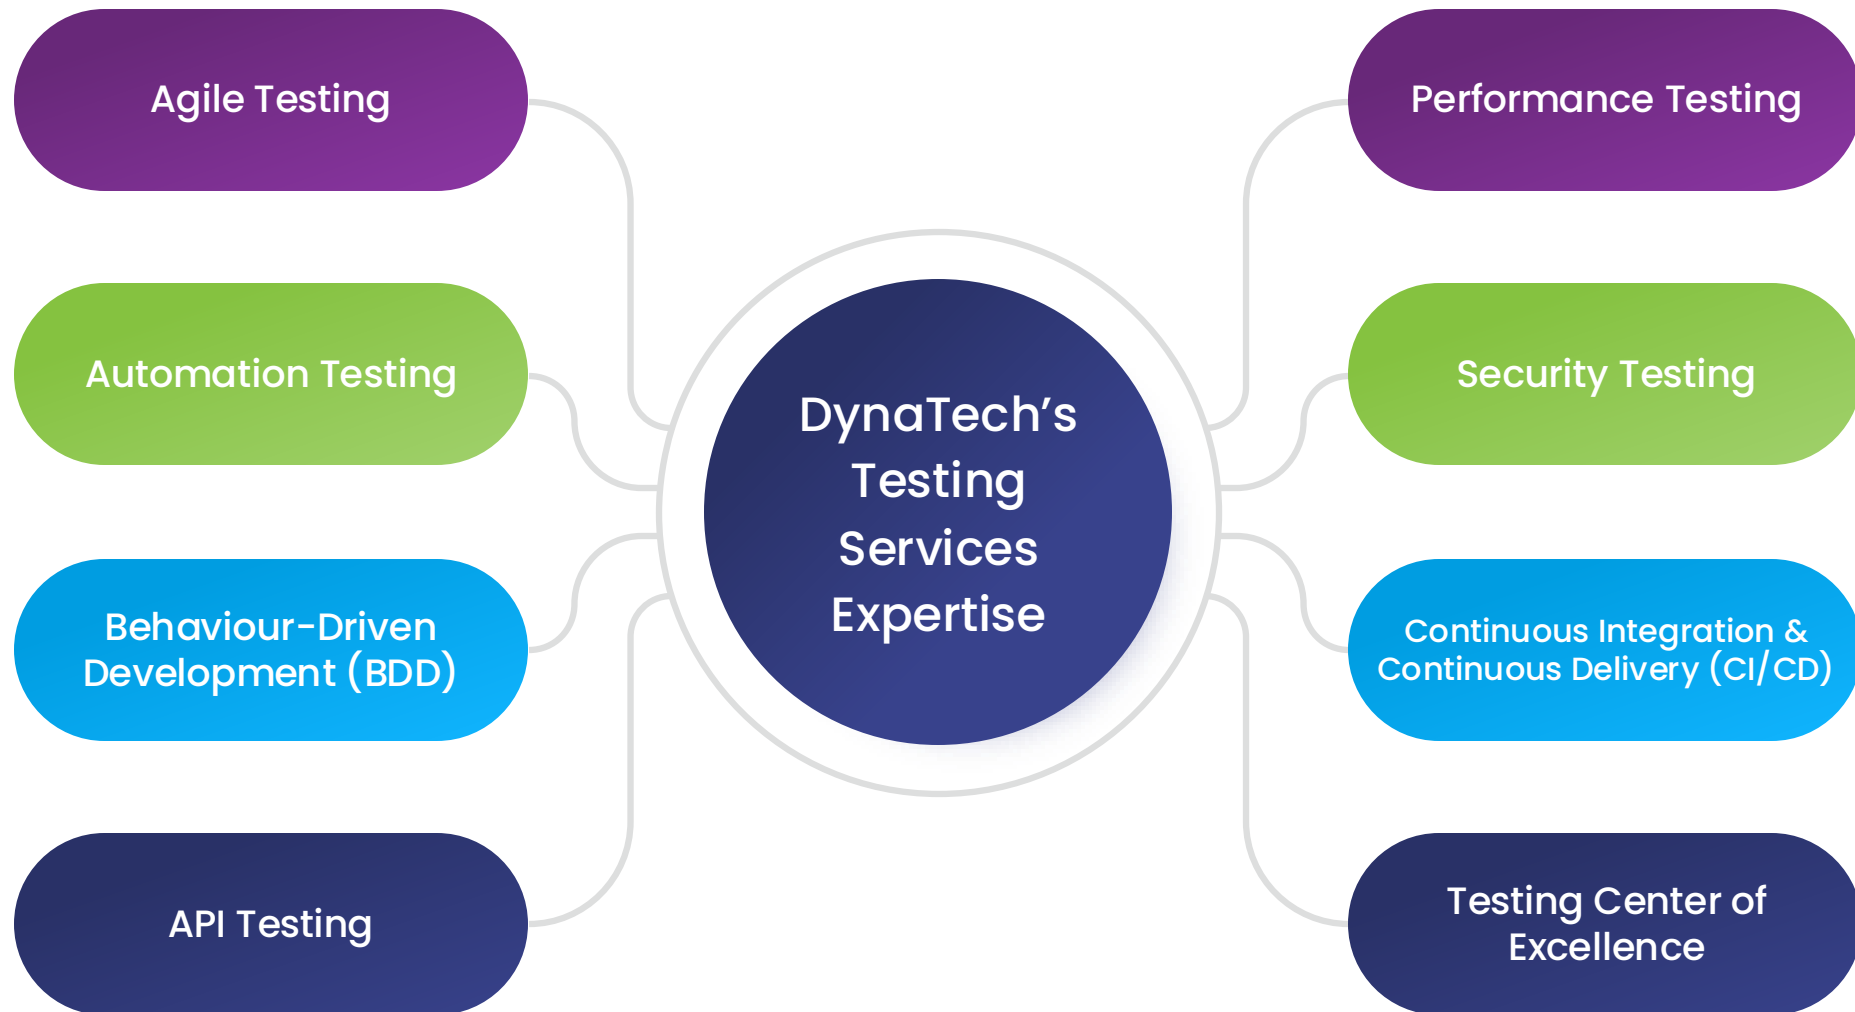 Agile Testing
Automation Testing
Behaviour-Driven
Development (BDD)
API Testing
DynaTech’s
Testing
Services
Expertise
Performance Testing
Security Testing
Continuous Integration &
Continuous Delivery (CI/CD)
Testing Center of
Excellence